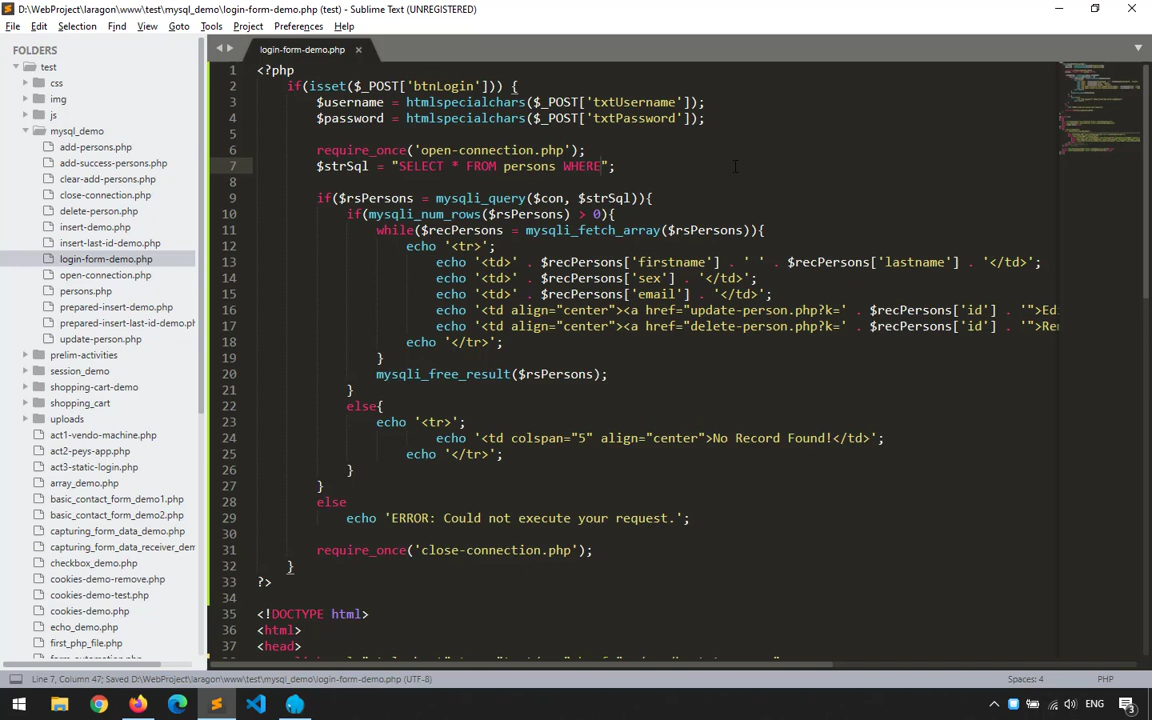 D:\WebProject\laragon\www\test\mysql_demo\login-form-demo.php (test) - Sublime Text (UNREGISTERED)
File Edit Selection Find View Goto Tools Project Preferences Help
FOLDERS
test
css
img
js
mysql_demo
add-persons.php
add-success-persons.php
clear-add-persons.php
close-connection.php
delete-person.php
insert-demo.php
insert-last-id-demo.php
login-form-demo.php
open-connection.php
persons.php
prepared-insert-demo.php
prepared-insert-last-id-demo.ph
update-person.php
prelim-activities
session_demo
shopping-cart-demo
shopping_cart
uploads
act1-vendo-machine.php
act2-peys-app.php
act3-static-login.php
array_demo.php
basic_contact_form_demo1.php
basic_contact_form_demo2.php
capturing_form_data_demo.php
capturing_form_data_receiver_dem
checkbox_demo.php
cookies-demo-remove.php
cookies-demo-test.php
cookies-demo.php
echo_demo.php
first_php_file.php
login-form-demo.php ×
1 <?php
2 if(isset($_POST['btnLogin'])) {
3 $username = htmlspecialchars($_POST['txtUsername']);
4 $password = htmlspecialchars($_POST['txtPassword']);
5
6 require_once('open-connection.php');
7 $strSql = "SELECT * FROM persons WHERE";
8
9 if($rsPersons = mysqli_query($con, $strSql)){
10 if(mysqli_num_rows($rsPersons) > 0){
11 while($recPersons = mysqli_fetch_array($rsPersons)){
12 echo '<tr>';
13 echo '<td>' . $recPersons['firstname'] . ' ' . $recPersons['lastname'] . '</td>';
14 echo '<td>' . $recPersons['sex'] . '</td>';
15 echo '<td>' . $recPersons['email'] . '</td>';
16 echo '<td align="center"><a href="update-person.php?k=' . $recPersons['id'] . '">Ed
17 echo '<td align="center"><a href="delete-person.php?k=' . $recPersons['id'] . '">Re
18 echo '</tr>';
19 }
20 mysqli_free_result($rsPersons);
21 }
22 else{
23 echo '<tr>';
24 echo '<td colspan="5" align="center">No Record Found!</td>';
25 echo '</tr>';
26 }
27 }
28 else
29 echo 'ERROR: Could not execute your request.';
30
31 require_once('close-connection.php');
32 }
33 ?>
34
35 <!DOCTYPE html>
36 <html>
37 <head>
Line 7, Column 47; Saved D:\WebProject\laragon\www\test\mysql_demo\login-form-demo.php (UTF-8) Spaces: 4 PHP
ENG
3